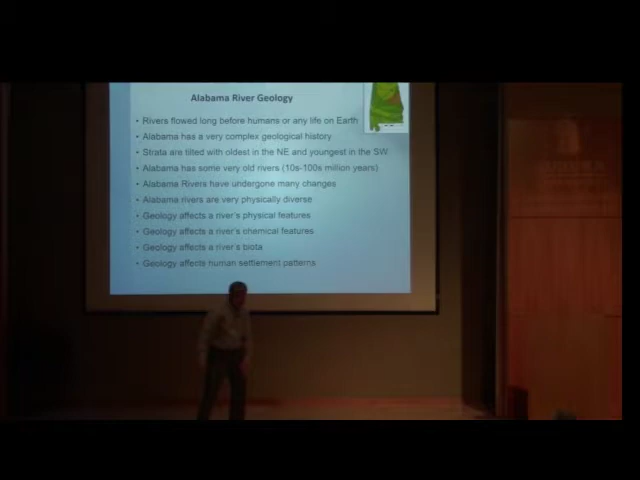 Alabama River Geology
• Rivers flowed long before humans or any life on Earth
• Alabama has a very complex geological history
• Strata are tilted with oldest in the NE and youngest in the SW
• Alabama has some very old rivers (10s-100s million years)
• Alabama Rivers have undergone many changes
• Alabama rivers are very physically diverse
• Geology affects a river's physical features
• Geology affects a river's chemical features
• Geology affects a river's biota
• Geology affects human settlement patterns